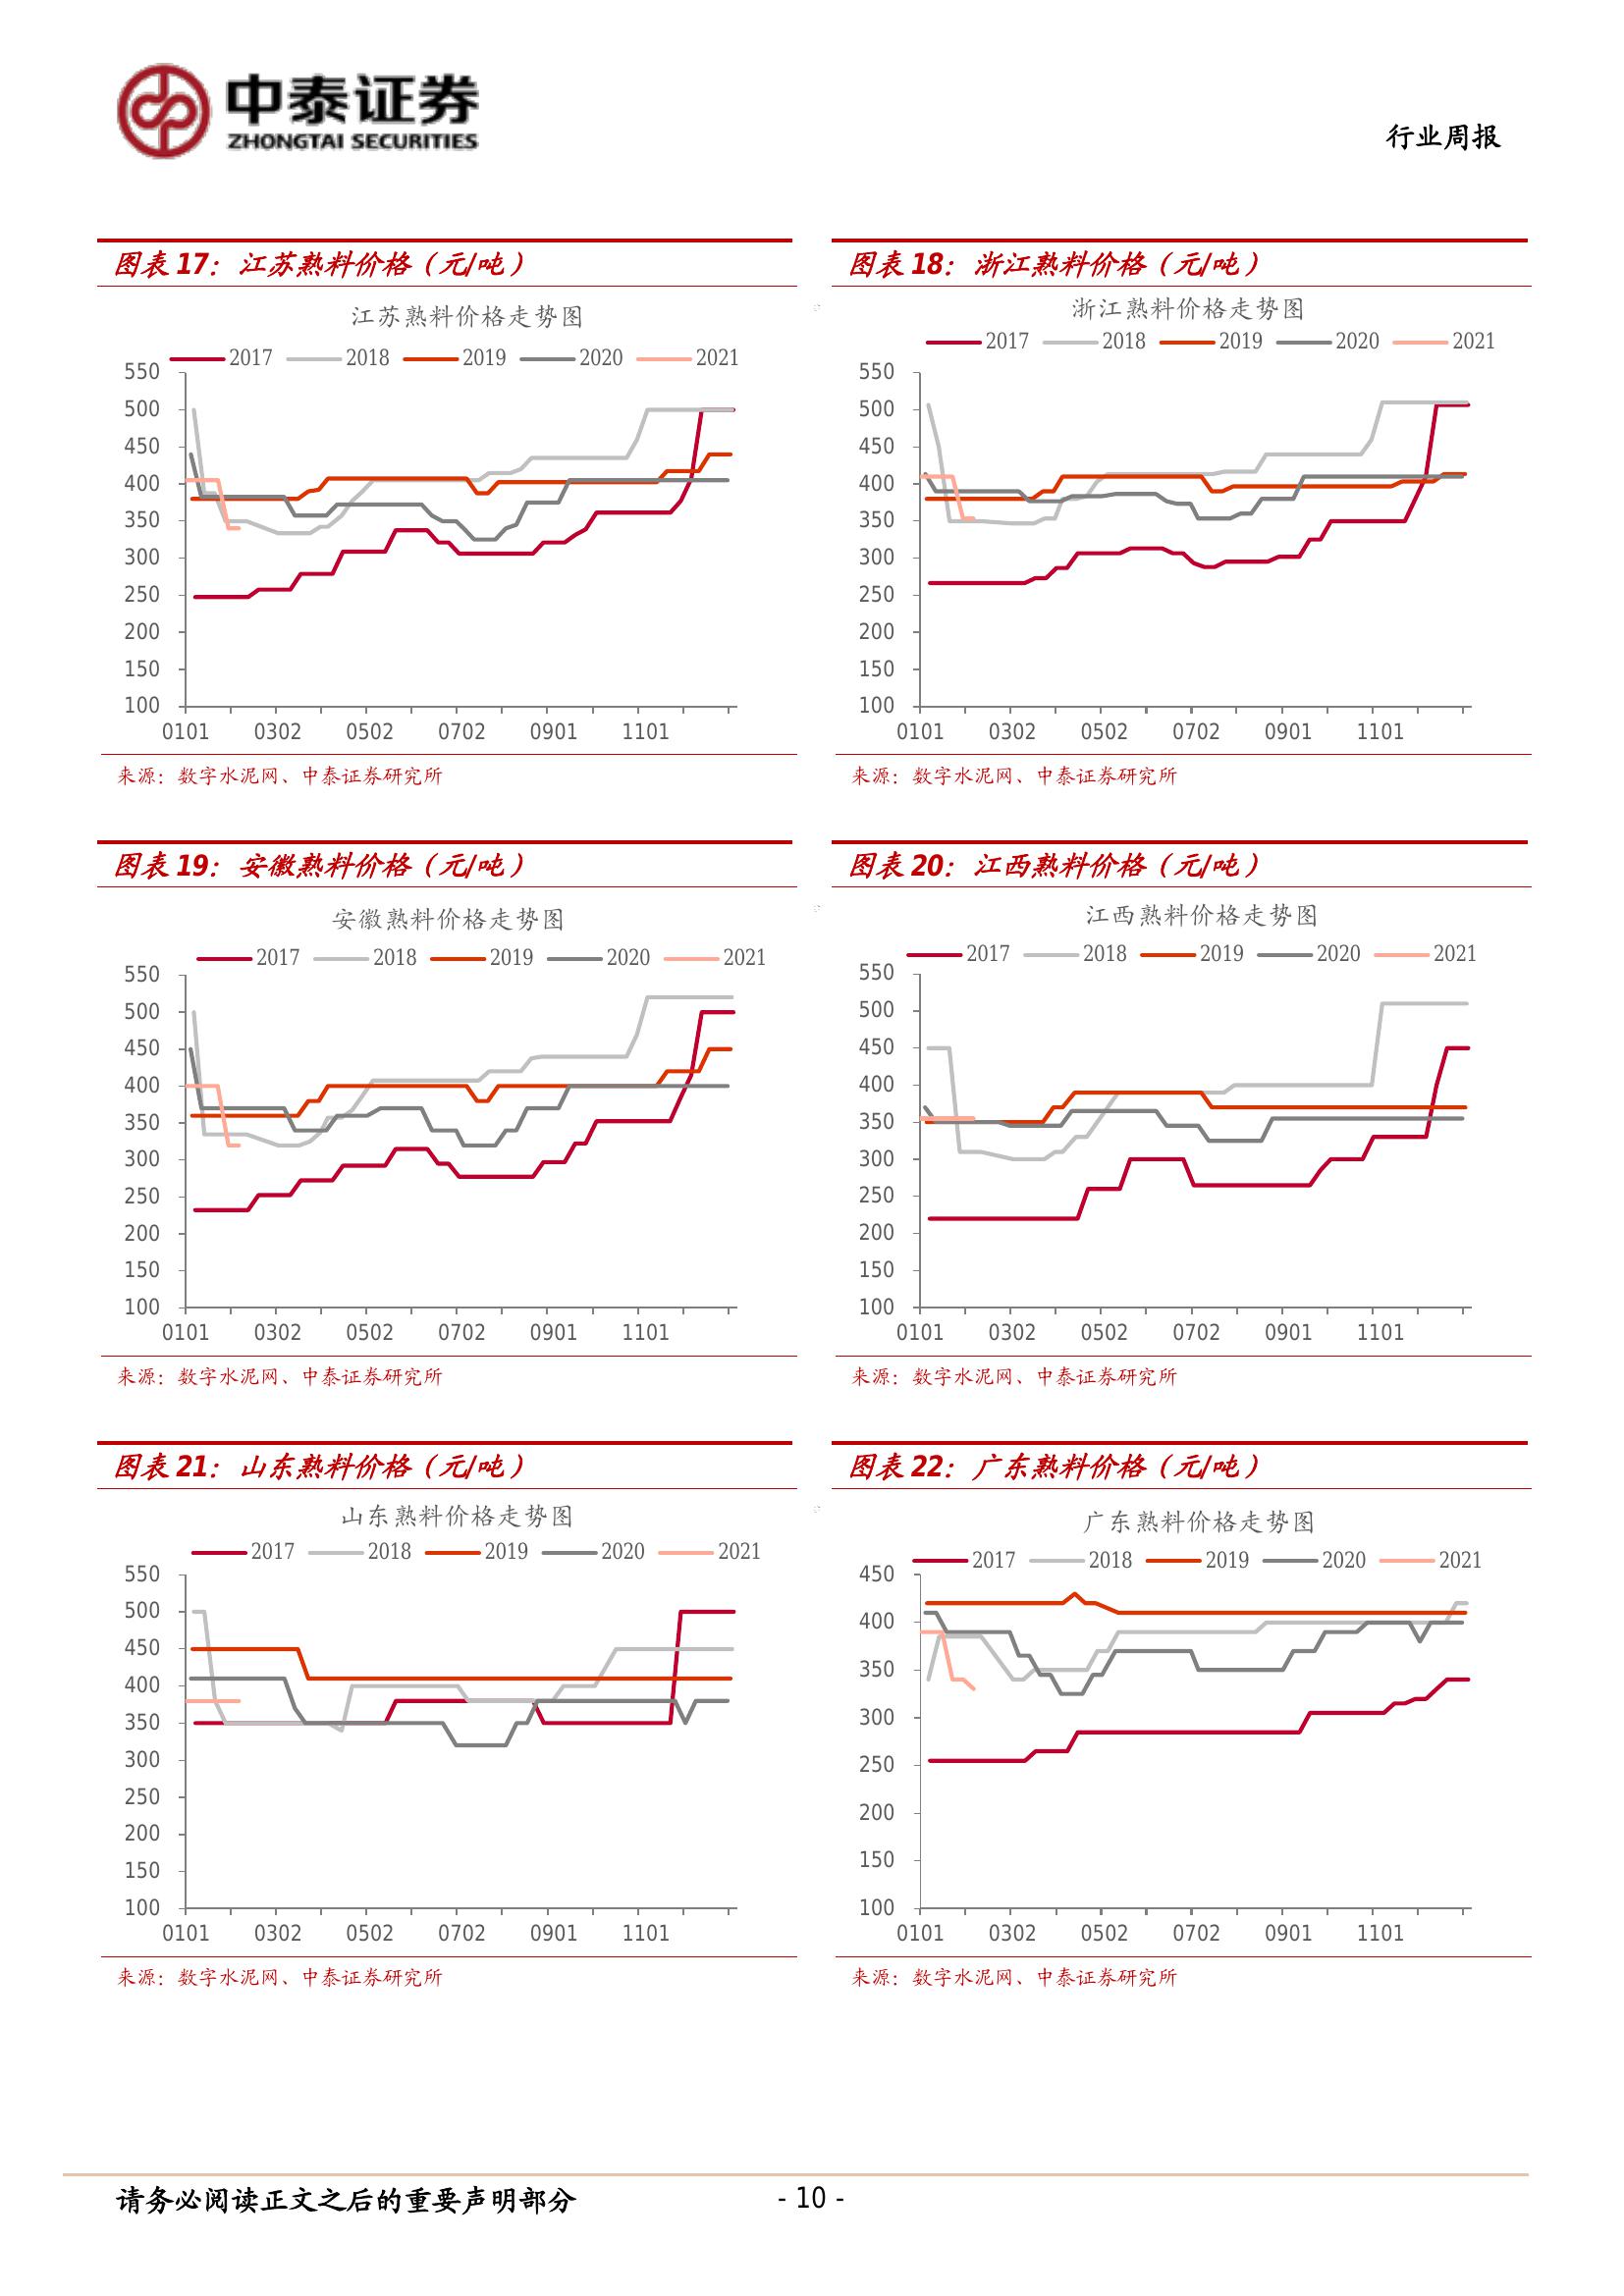 中泰证券
ZHONGTAI SECURITIES
行业周报
图表 17：江苏熟料价格（元/吨）
江苏熟料价格走势图
2017 2018 2019 2020 2021
550
500
450
400
350
300
250
200
150
100
0101 0302 0502 0702 0901 1101
来源：数字水泥网、中泰证券研究所
图表 18：浙江熟料价格（元/吨）
浙江熟料价格走势图
2017 2018 2019 2020 2021
550
500
450
400
350
300
250
200
150
100
0101 0302 0502 0702 0901 1101
来源：数字水泥网、中泰证券研究所
图表 19：安徽熟料价格（元/吨）
安徽熟料价格走势图
2017 2018 2019 2020 2021
550
500
450
400
350
300
250
200
150
100
0101 0302 0502 0702 0901 1101
来源：数字水泥网、中泰证券研究所
图表 20：江西熟料价格（元/吨）
江西熟料价格走势图
2017 2018 2019 2020 2021
550
500
450
400
350
300
250
200
150
100
0101 0302 0502 0702 0901 1101
来源：数字水泥网、中泰证券研究所
图表 21：山东熟料价格（元/吨）
山东熟料价格走势图
2017 2018 2019 2020 2021
550
500
450
400
350
300
250
200
150
100
0101 0302 0502 0702 0901 1101
来源：数字水泥网、中泰证券研究所
图表 22：广东熟料价格（元/吨）
广东熟料价格走势图
2017 2018 2019 2020 2021
450
400
350
300
250
200
150
100
0101 0302 0502 0702 0901 1101
来源：数字水泥网、中泰证券研究所
请务必阅读正文之后的重要声明部分
- 10 -